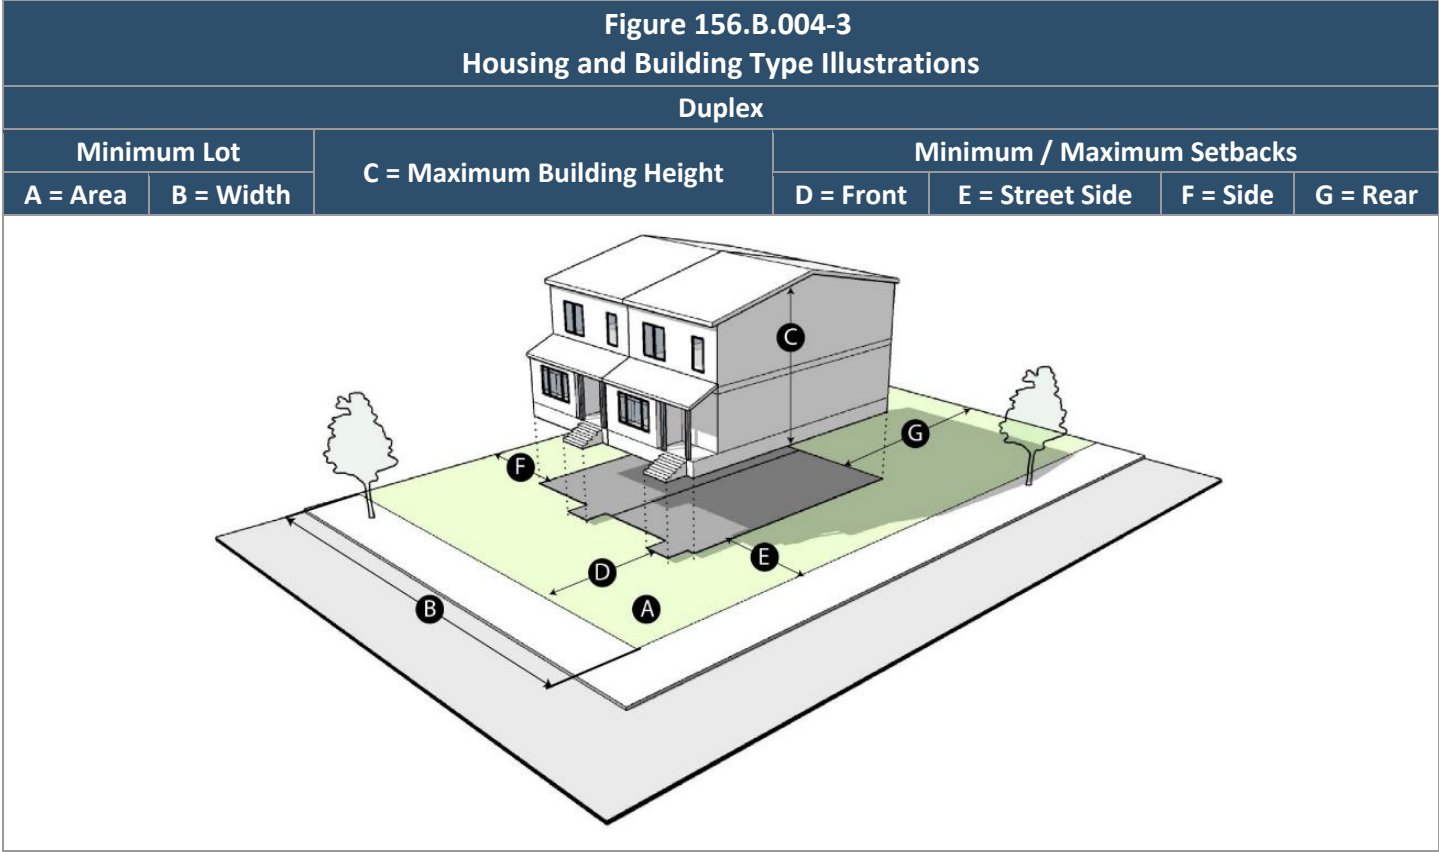 Figure 156.B.004-3
Housing and Building Type Illustrations
Duplex
Minimum Lot
C = Maximum Building Height
Minimum / Maximum Setbacks
A = Area
B = Width
D = Front
E = Street Side
F = Side
G = Rear
C
G
F
E
D
B
A